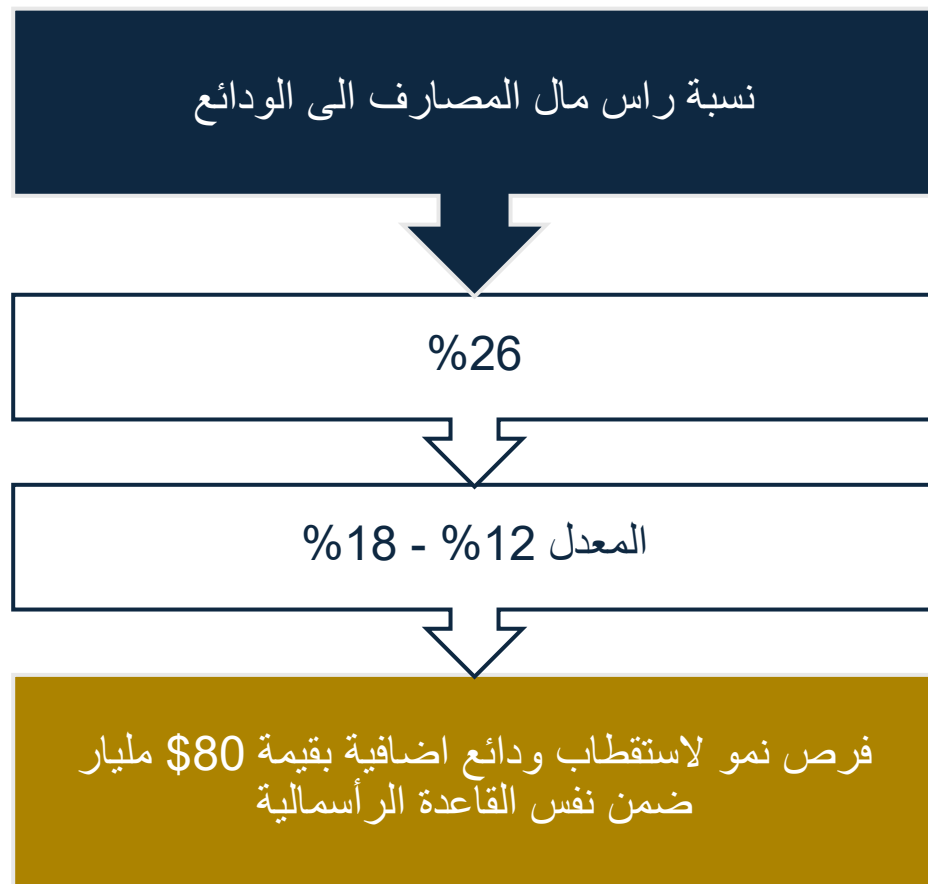 نسبة راس مال المصارف الى الودائع
%26
المعدل 12% - 18%
فرص نمو لاستقطاب ودائع اضافية بقيمة 80$ مليار
ضمن نفس القاعدة الرأسمالية